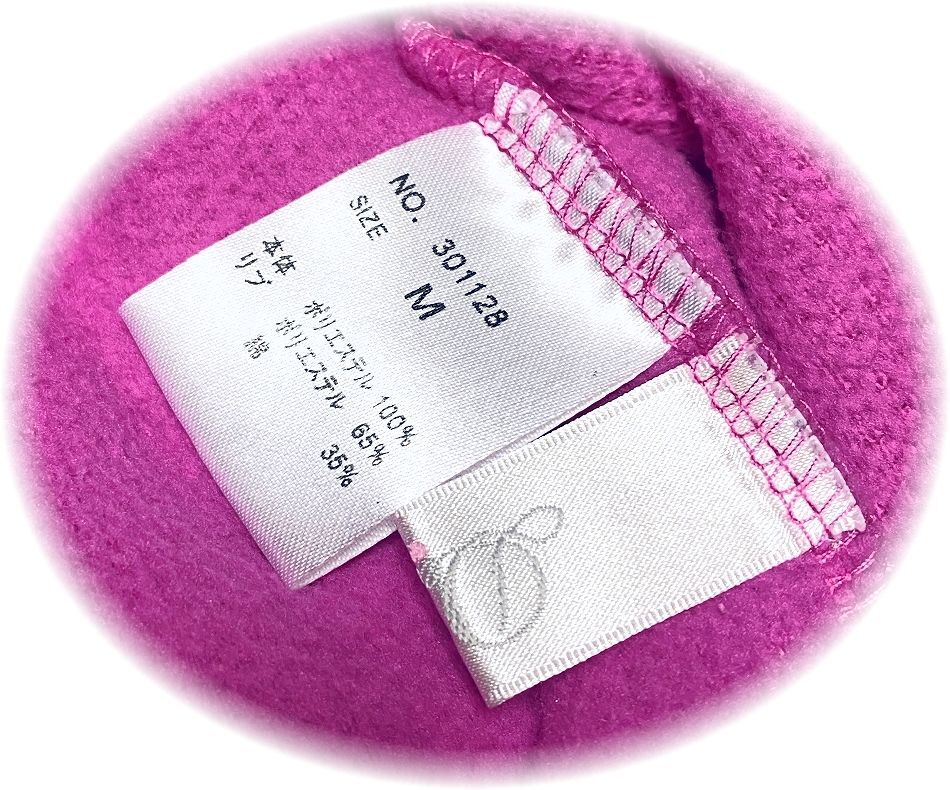 NO. 301128
SIZE M
本体 ポリエステル 100%
リブ ポリエステル 65%
綿 35%